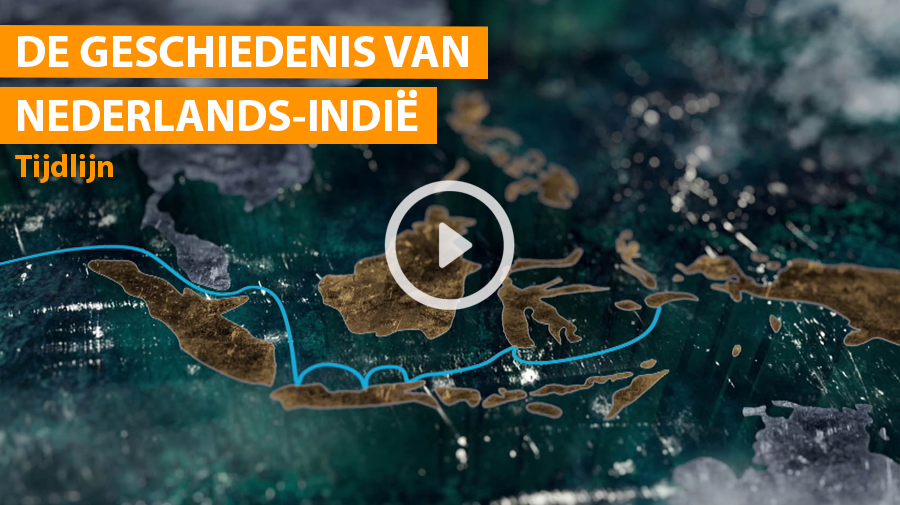 DE GESCHIEDENIS VAN
NEDERLANDS-INDIË
Tijdlijn